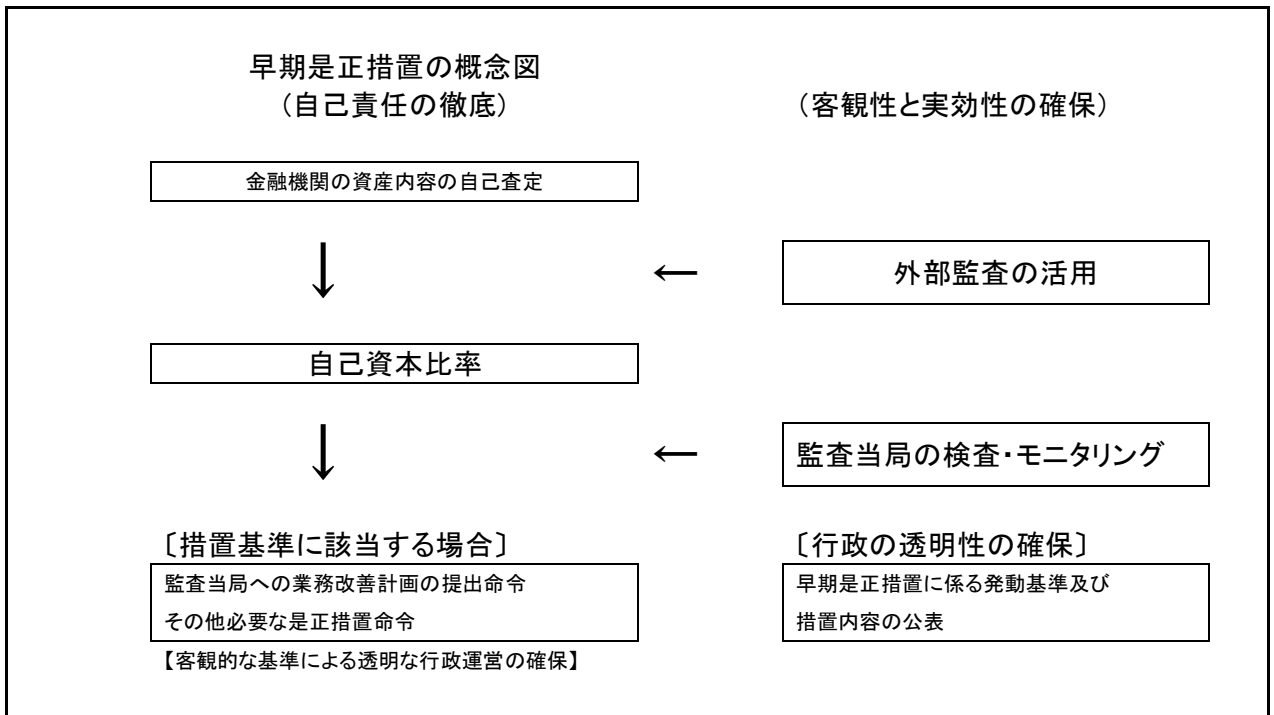 早期是正措置の概念図
（自己責任の徹底）
（客観性と実効性の確保）
金融機関の資産内容の自己査定
↓
←
外部監査の活用
自己資本比率
↓
←
監査当局の検査・モニタリング
〔措置基準に該当する場合〕
監査当局への業務改善計画の提出命令
その他必要な是正措置命令
【客観的な基準による透明な行政運営の確保】
〔行政の透明性の確保〕
早期是正措置に係る発動基準及び
措置内容の公表